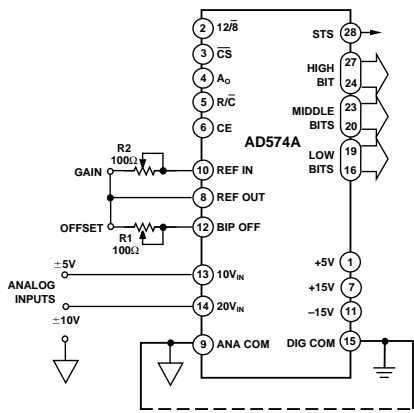 2 12/8̅
3 C̅S̅
4 AO
5 R/C̅
6 CE
AD574A
STS 28
27 HIGH
24 BIT
23 MIDDLE
20 BITS
19 LOW
16 BITS
R2
100Ω
GAIN
10 REF IN
8 REF OUT
OFFSET
12 BIP OFF
R1
100Ω
±5V
13 10VIN
ANALOG
INPUTS
14 20VIN
±10V
9 ANA COM
+5V 1
+15V 7
–15V 11
DIG COM 15